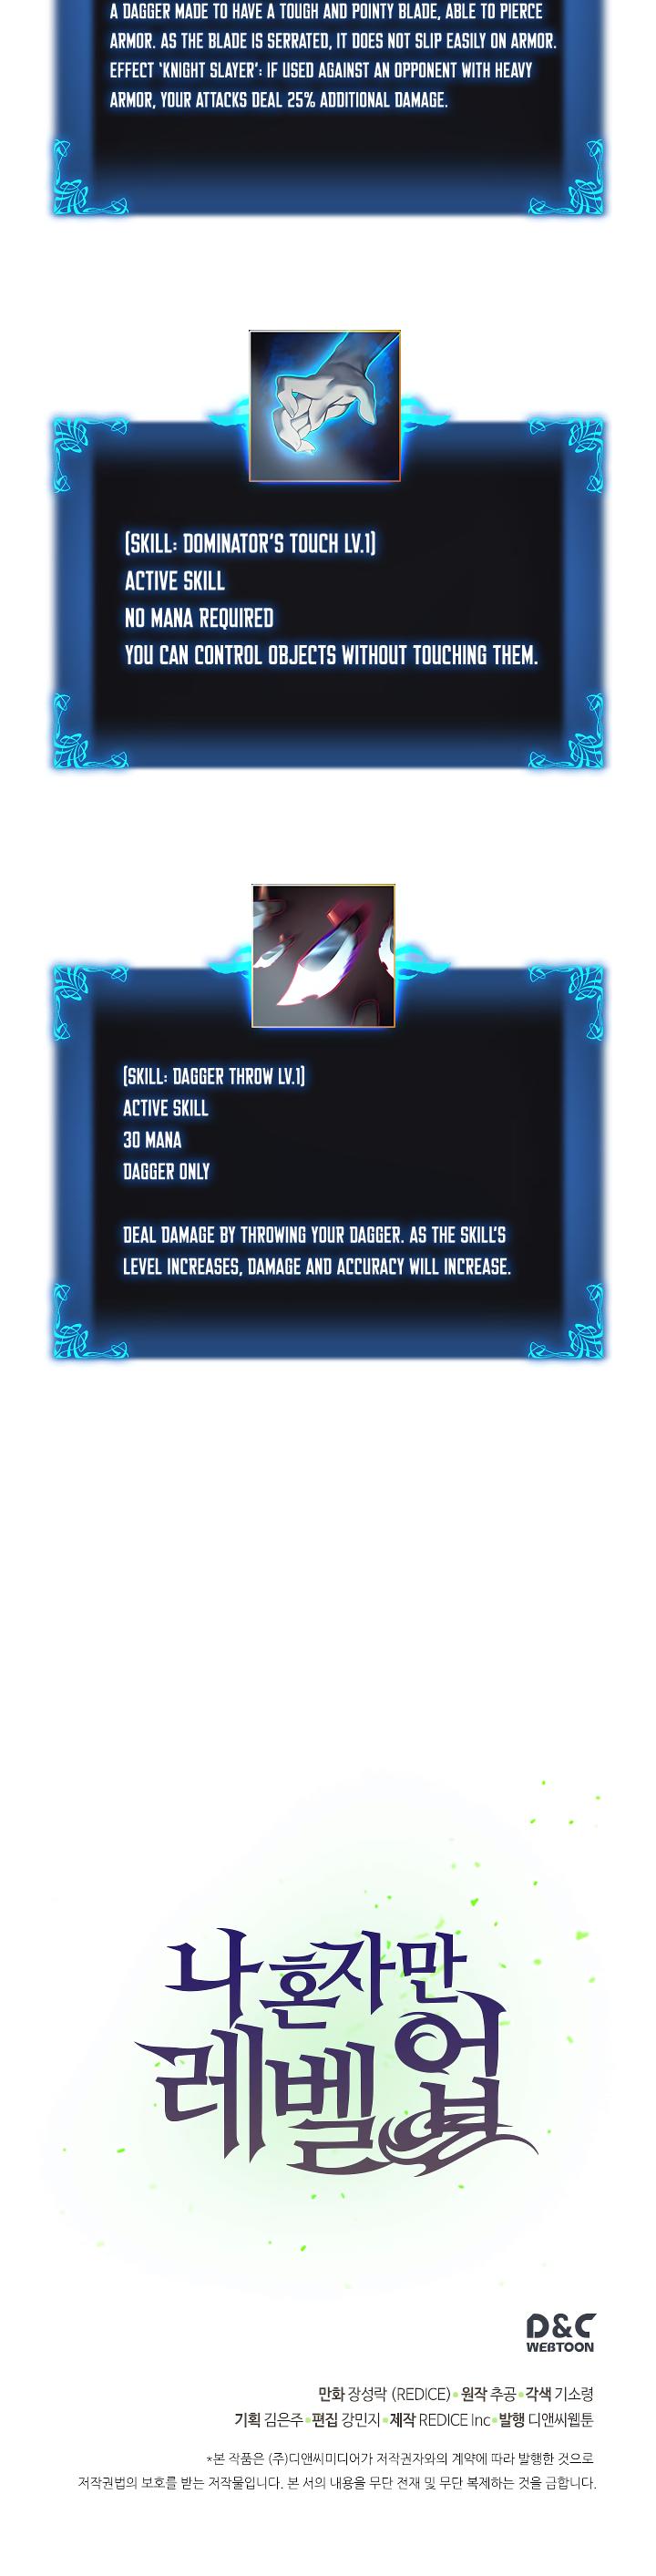 A DAGGER MADE TO HAVE A TOUGH AND POINTY BLADE, ABLE TO PIERCE
ARMOR. AS THE BLADE IS SERRATED, IT DOES NOT SLIP EASILY ON ARMOR.
EFFECT 'KNIGHT SLAYER': IF USED AGAINST AN OPPONENT WITH HEAVY
ARMOR, YOUR ATTACKS DEAL 25% ADDITIONAL DAMAGE.
[SKILL: DOMINATOR'S TOUCH LV.1]
ACTIVE SKILL
NO MANA REQUIRED
YOU CAN CONTROL OBJECTS WITHOUT TOUCHING THEM.
[SKILL: DAGGER THROW LV.1]
ACTIVE SKILL
30 MANA
DAGGER ONLY
DEAL DAMAGE BY THROWING YOUR DAGGER. AS THE SKILL'S
LEVEL INCREASES, DAMAGE AND ACCURACY WILL INCREASE.
나 혼자만
레벨업
D&C
WEBTOON
만화 장성락 (REDICE) • 원작 추공 • 각색 기소령
기획 김은주 • 편집 강민지 • 제작 REDICE Inc • 발행 디앤씨웹툰
*본 작품은 (주)디앤씨미디어가 저작권자와의 계약에 따라 발행한 것으로
저작권법의 보호를 받는 저작물입니다. 본 서의 내용을 무단 전재 및 무단 복제하는 것을 금합니다.